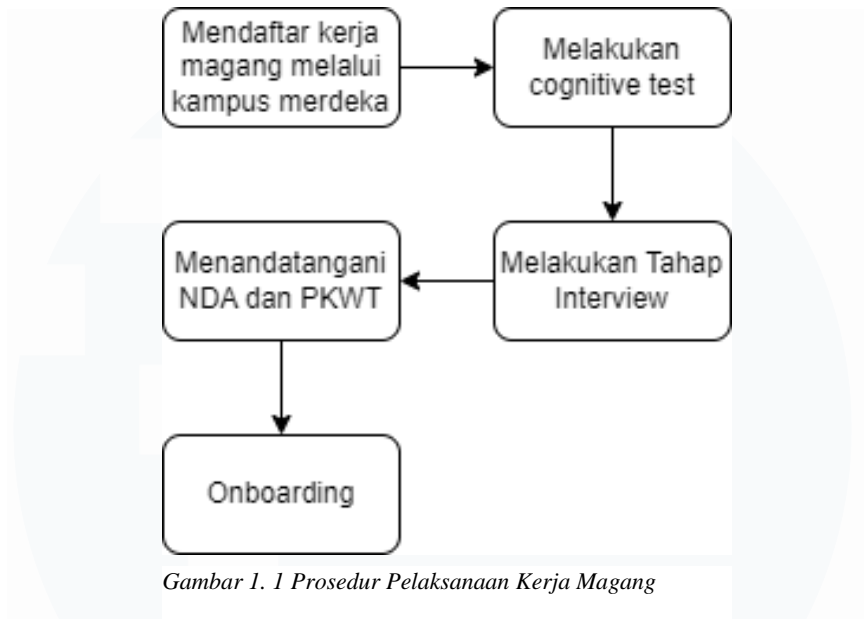 Mendaftar kerja
magang melalui
kampus merdeka
Melakukan
cognitive test
Melakukan Tahap
Interview
Menandatangani
NDA dan PKWT
Onboarding
Gambar 1. 1 Prosedur Pelaksanaan Kerja Magang